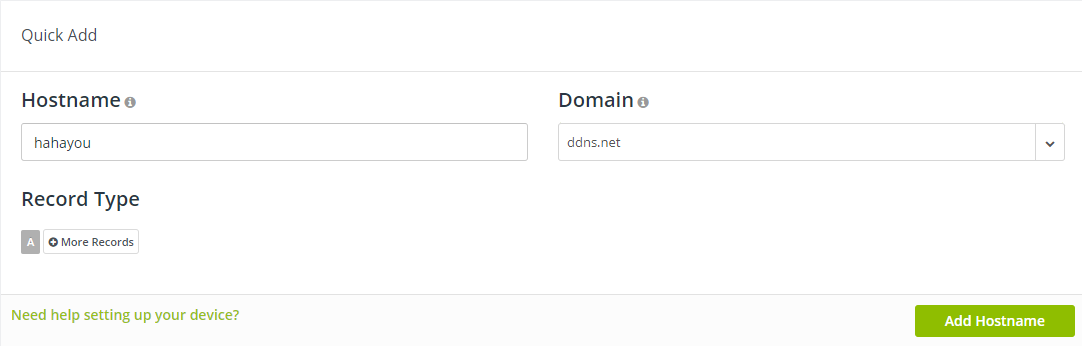 Quick Add
Hostname
Domain
hahayou
ddns.net
Record Type
A More Records
Need help setting up your device?
Add Hostname